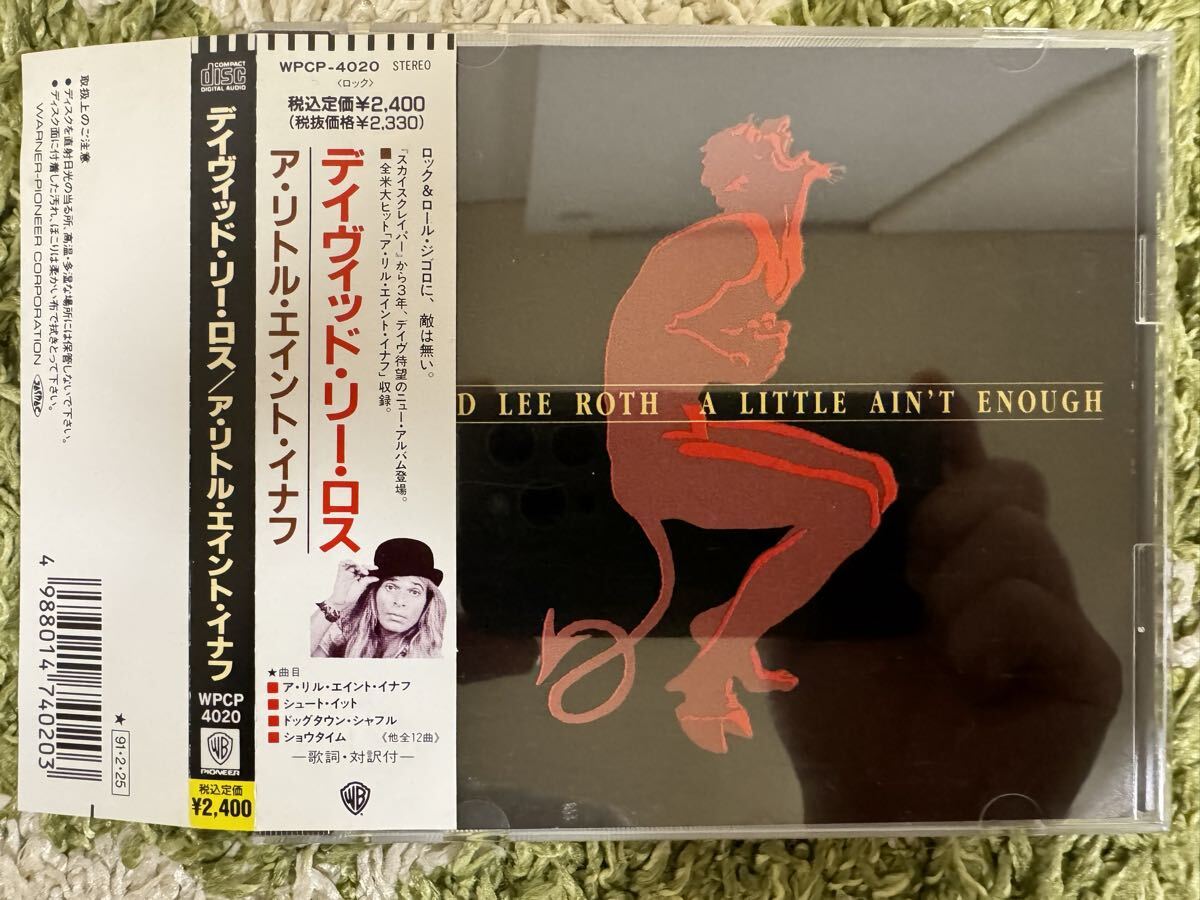 取扱上のご注意
●ディスクを直射日光の当る所、高温・多湿な場所には保管しないで下さい。
●ディスク面に付着した汚れ、ほこりは柔かい布で拭きとって下さい。
WARNER-PIONEER CORPORATION
4 988014 740203
★
91・2・25
COMPACT
disc
DIGITAL AUDIO
デイヴィッド・リー・ロス／ア・リトル・エイント・イナフ
WPCP
4020
WB
PIONEER
税込定価
¥2,400
WPCP-4020 STEREO
〈ロック〉
税込定価¥2,400
(税抜価格¥2,330)
ロック&ロール・ジゴロに、敵は無い。
『スカイスクレイパー』から3年、デイヴ待望のニュー・アルバム登場。
■全米大ヒット「ア・リル・エイント・イナフ」収録。
デイヴィッド・リー・ロス
ア・リトル・エイント・イナフ
★曲目
■ア・リル・エイント・イナフ
■シュート・イット
■ドッグタウン・シャフル
■ショウタイム 《他全12曲》
―歌詞・対訳付―
WB
D LEE ROTH A LITTLE AIN'T ENOUGH